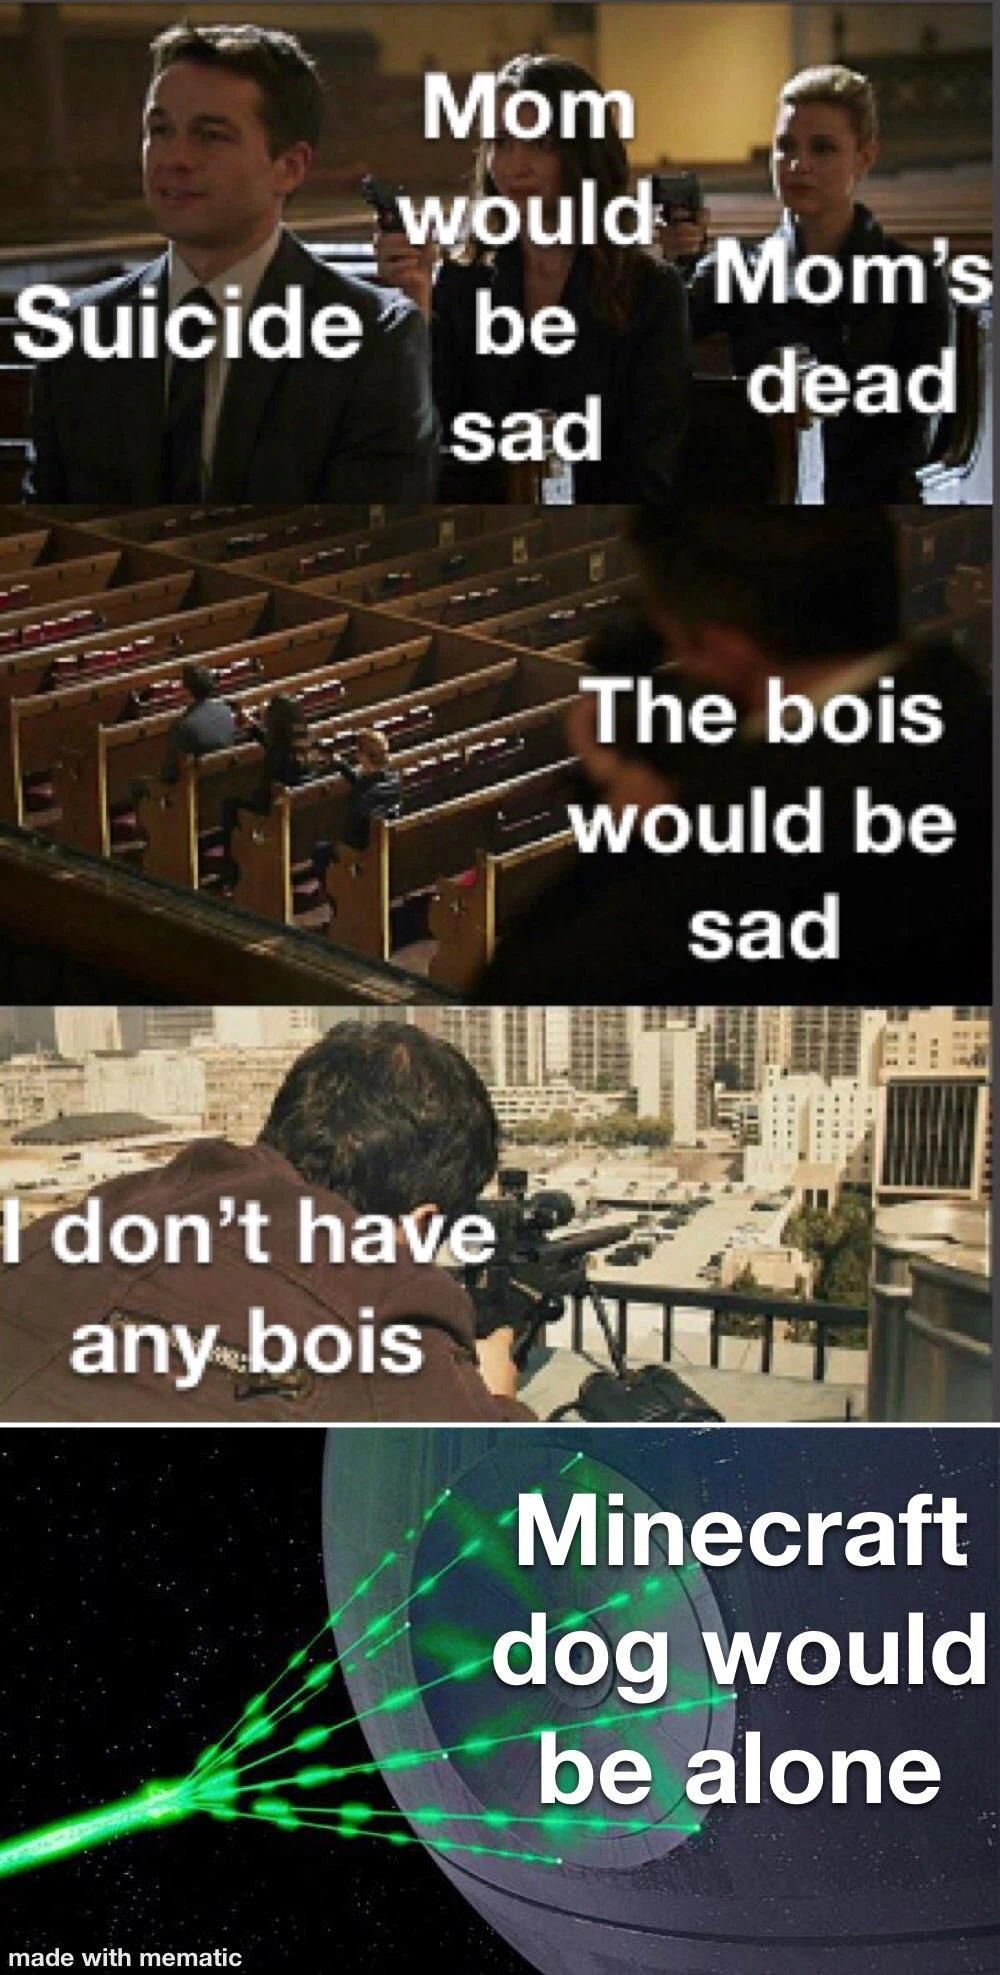 Suicide
Mom
would
be
sad
Mom's
dead
The bois
would be
sad
I don't have
any bois
Minecraft
dog would
be alone
made with mematic